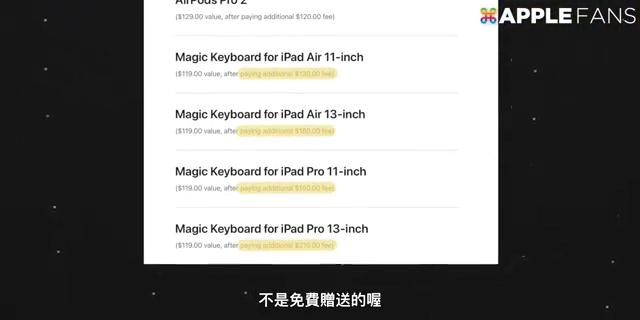 AirPods Pro 2
($129.00 value, after paying additional $120.00 fee)
APPLEFANS
Magic Keyboard for iPad Air 11-inch
($119.00 value, after paying additional $130.00 fee)
Magic Keyboard for iPad Air 13-inch
($119.00 value, after paying additional $180.00 fee)
Magic Keyboard for iPad Pro 11-inch
($119.00 value, after paying additional $160.00 fee)
Magic Keyboard for iPad Pro 13-inch
($119.00 value, after paying additional $210.00 fee)
不是免費贈送的喔